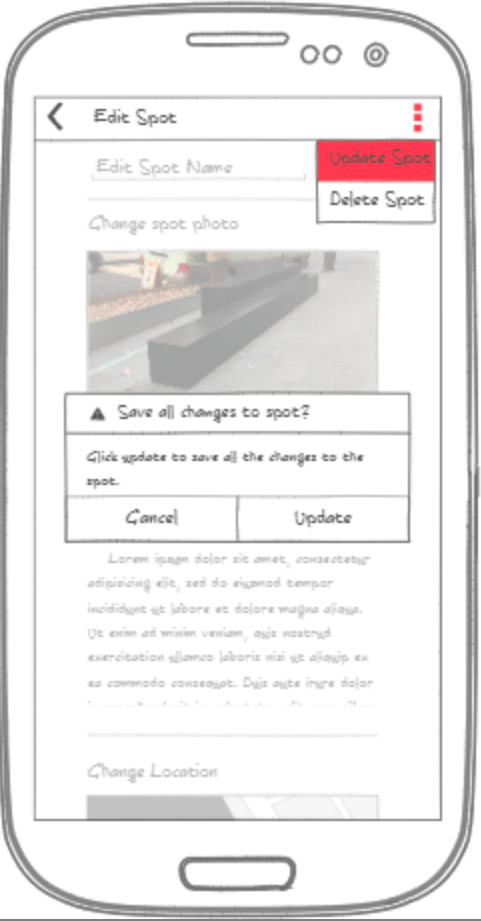 Edit Spot
Update Spot
Edit Spot Name
Delete Spot
Change spot photo
Save all changes to spot?
Click update to save all the changes to the
spot.
Cancel
Update
Lorem ipsum dolor sit amet, consectetur
adipisicing elit, sed do eiusmod tempor
incididunt ut labore et dolore magna aliqua.
Ut enim ad minim veniam, quis nostrud
exercitation ullamco laboris nisi ut aliquip ex
ea commodo consequat. Duis aute irure dolor
Change Location